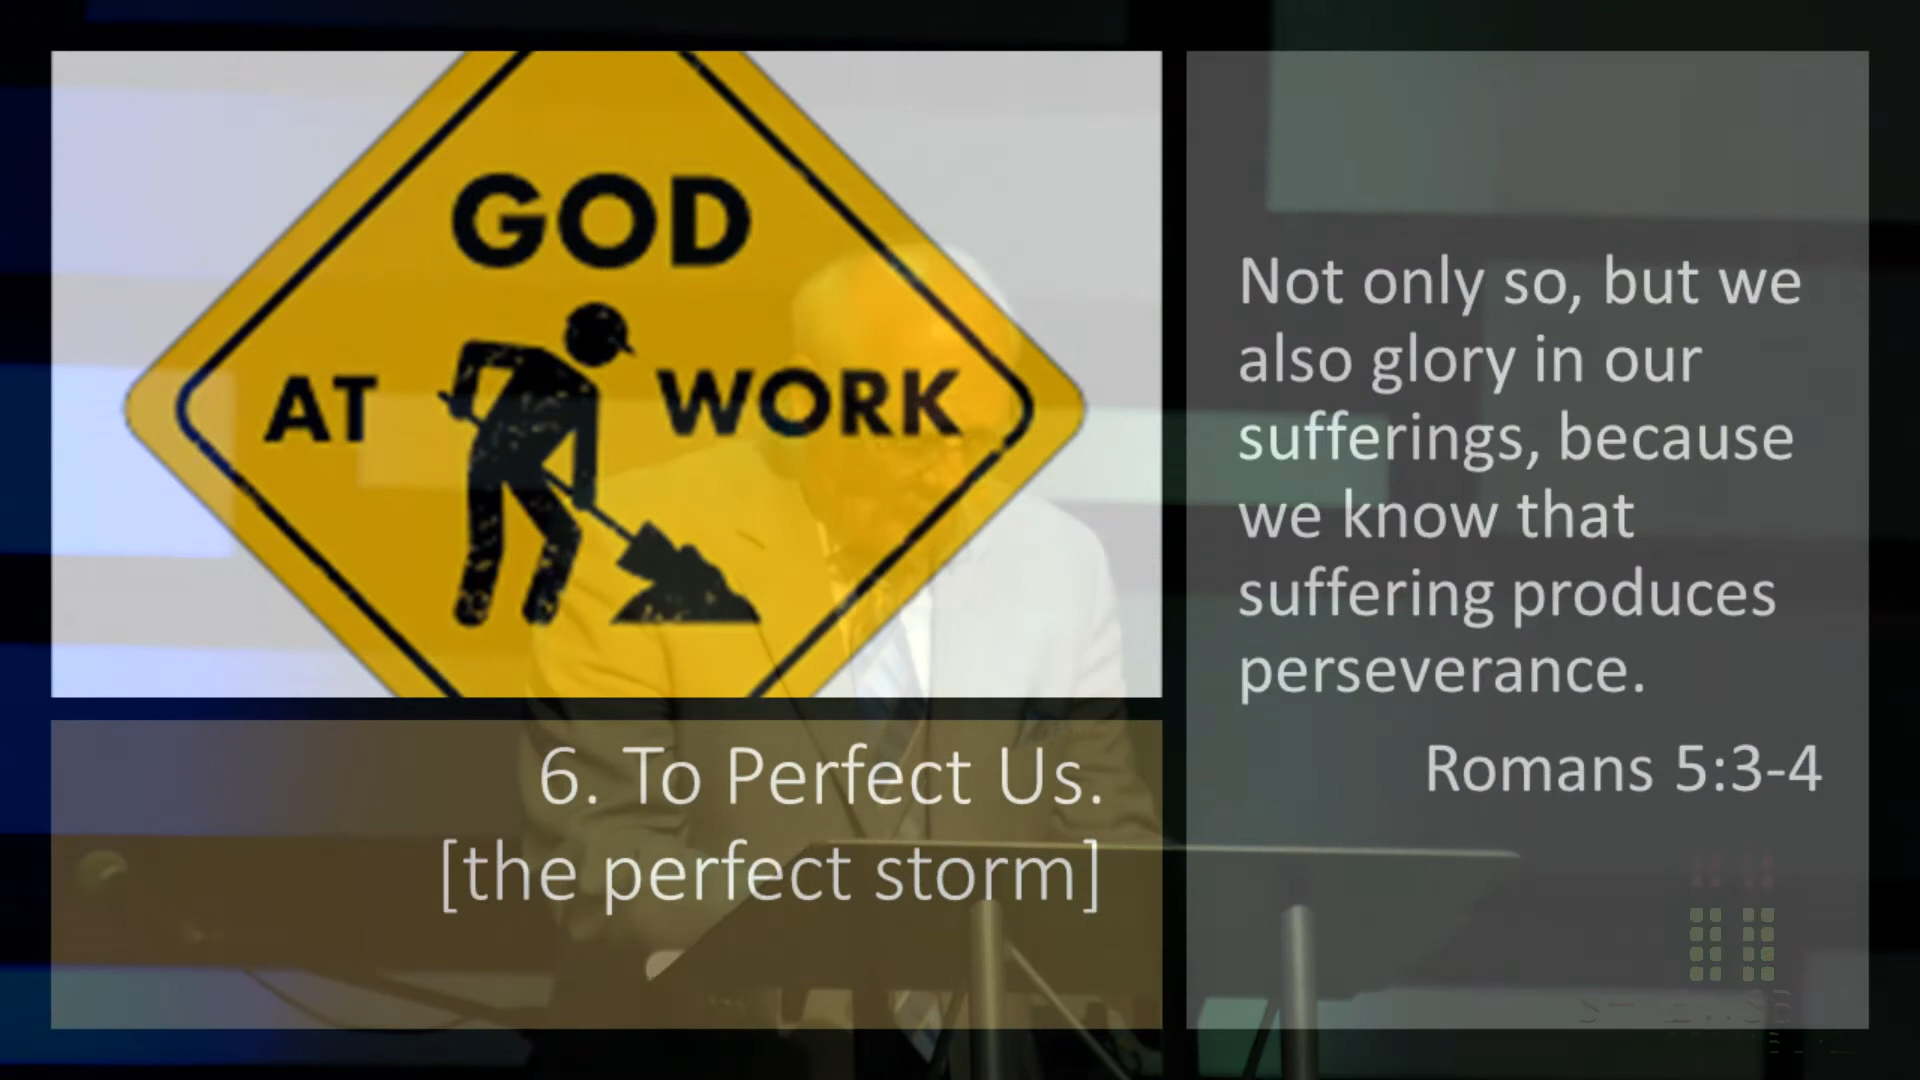 GOD
AT WORK
6. To Perfect Us.
[the perfect storm]
Not only so, but we
also glory in our
sufferings, because
we know that
suffering produces
perseverance.
Romans 5:3-4